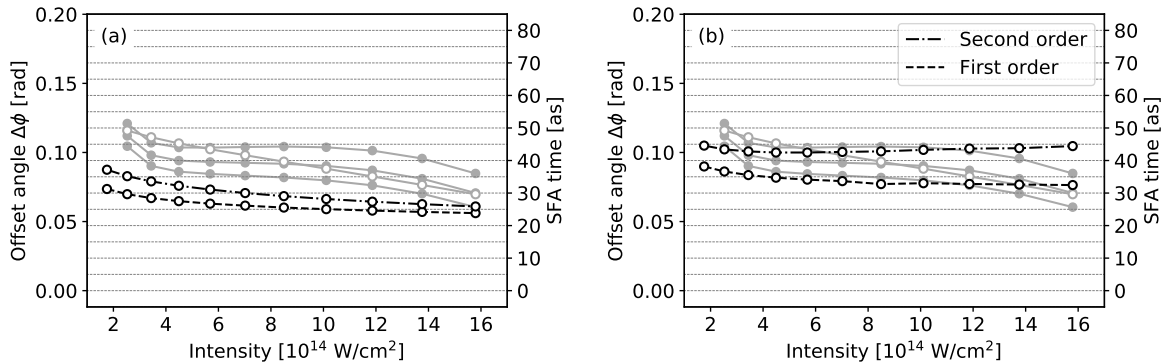 (a)
0.20
0.15
0.10
0.05
0.00
Offset angle Δϕ [rad]
80
70
60
50
40
30
20
10
0
SFA time [as]
2 4 6 8 10 12 14 16
Intensity [10¹⁴ W/cm²]
(b)
Second order
First order
0.20
0.15
0.10
0.05
0.00
Offset angle Δϕ [rad]
80
70
60
50
40
30
20
10
0
SFA time [as]
2 4 6 8 10 12 14 16
Intensity [10¹⁴ W/cm²]